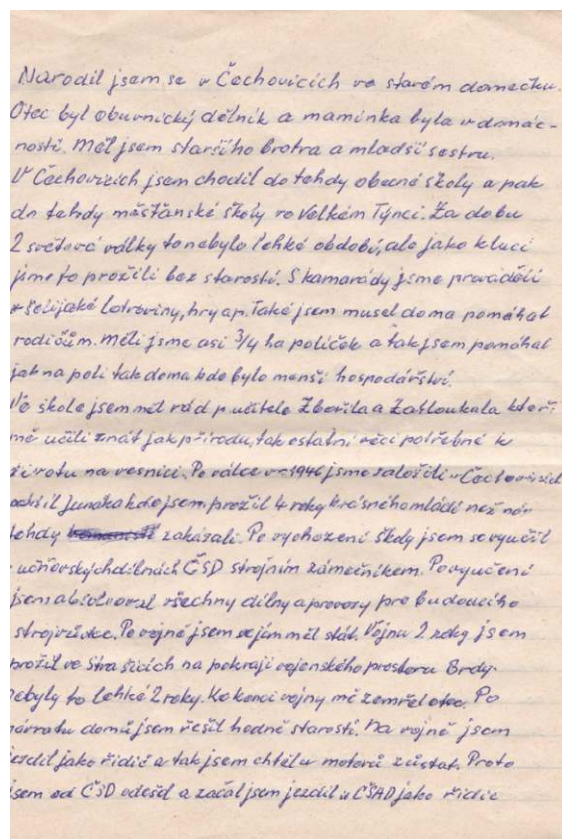 Narodil jsem se v Čechovicích ve starém domečku.
Otec byl obuvnický dělník a maminka byla v domác-
nosti. Měl jsem staršího bratra a mladší sestru.
V Čechovicích jsem chodil do tehdy obecné školy a pak
do tehdy měšťánské školy ve Velkém Týnci. Za dobu
2 světové války to nebylo lehké období, ale jako kluci
jsme to prožili bez starostí. S kamarády jsme prováděli
všelijaké lotroviny, hry ap. Také jsem musel doma pomáhat
rodičům. Měli jsme asi 3/4 ha políček a tak jsem pomáhal
jak na poli tak doma kde bylo menší hospodářství.
Ve škole jsem měl rád p. učitele Zbořila a Zatloukala kteří
mě učili znát jak přírodu, tak ostatní věci potřebné k
životu na vesnici. Po válce v r 1946 jsme založili v Čechovicích
oddíl Junáka kde jsem prožil 4 roky krásného mládí než nám
tehdy zakázali. Po vychození školy jsem se vyučil
v učňovských dílnách ČSD strojním zámečníkem. Po vyučení
jsem absolvoval všechny dílny a provozy pro budoucího
strojvůdce. Po vojně jsem se jím měl stát. Vojnu 2 roky jsem
prožil ve Strašicích na pokraji vojenského prostoru Brdy.
Nebyly to lehké 2 roky. Ke konci vojny mě zemřel otec. Po
návratu domů jsem řešil hodně starostí. Na vojně jsem
jezdil jako řidič a tak jsem chtěl u motorů zůstat. Proto
jsem od ČSD odešel a začal jsem jezdil u ČSAD jako řidič